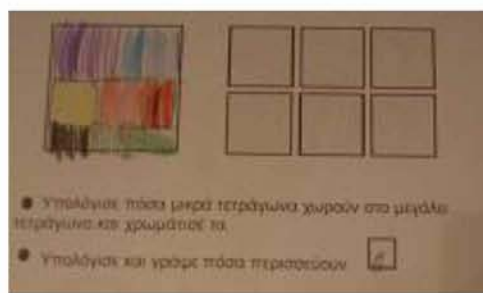 Υπολόγισε πόσα μικρά τετράγωνα χωρούν στο μεγάλο
τετράγωνο και χρωμάτισέ τα
Υπολόγισε και γράψε πόσα περισσεύουν